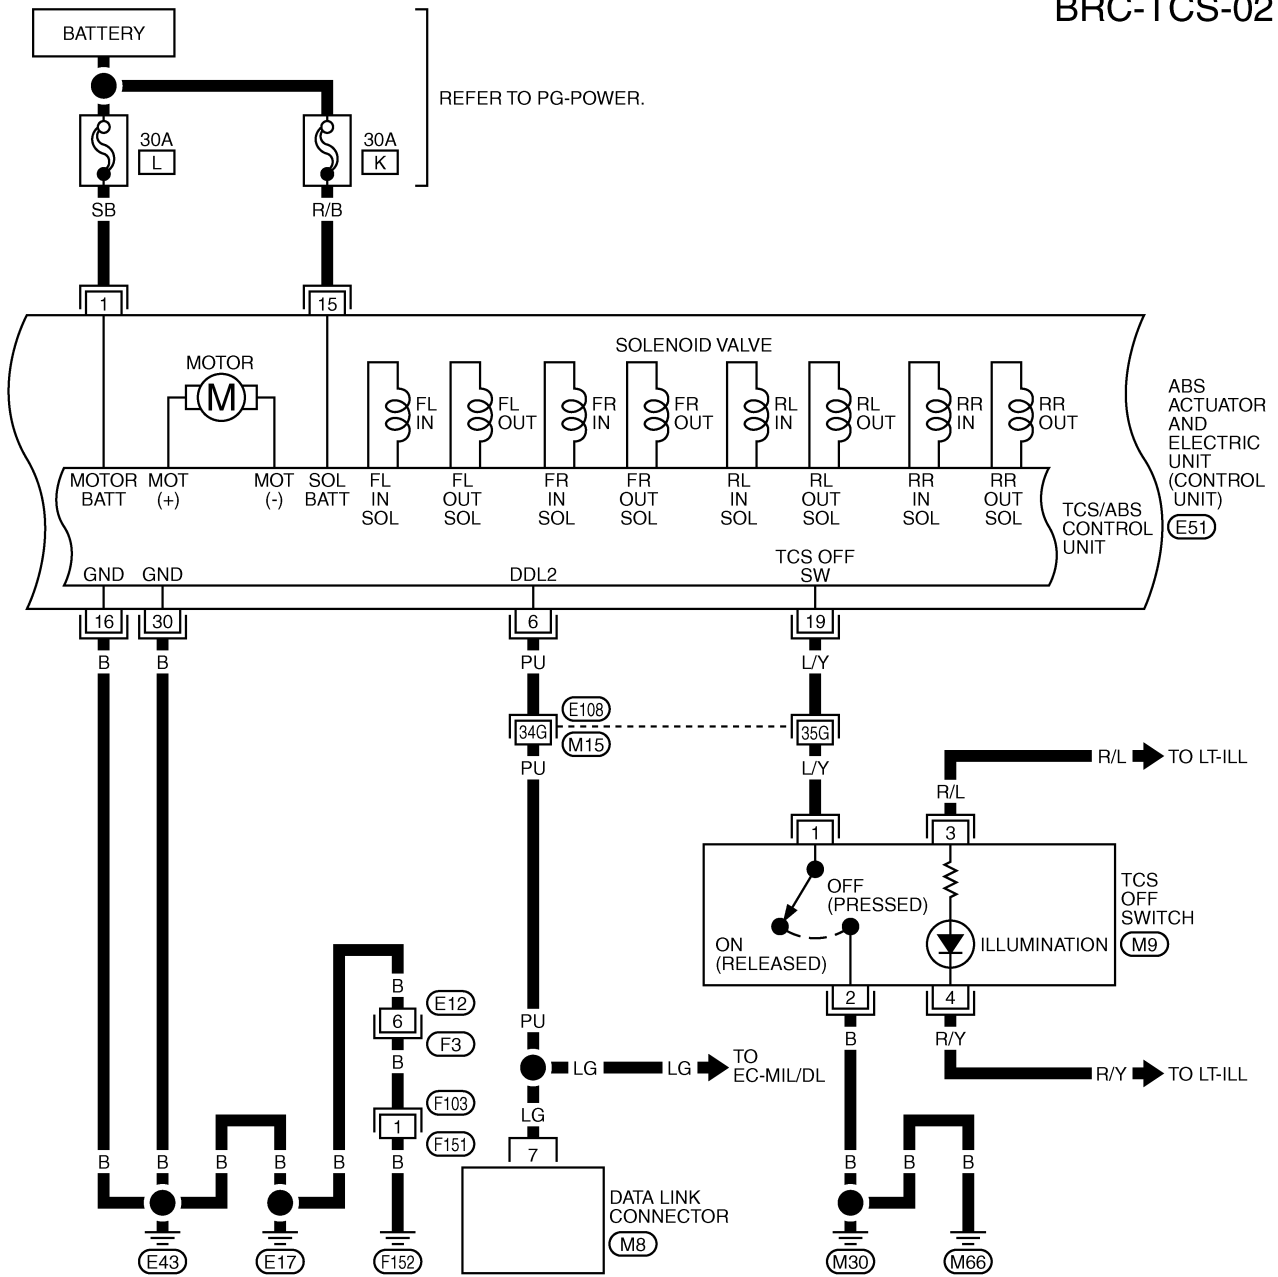 BRC-TCS-02
BATTERY
REFER TO PG-POWER.
30A
L
30A
K
SB
R/B
1
15
SOLENOID VALVE
MOTOR
M
FL
IN
FL
OUT
FR
IN
FR
OUT
RL
IN
RL
OUT
RR
IN
RR
OUT
ABS
ACTUATOR
AND
ELECTRIC
UNIT
(CONTROL
UNIT)
E51
MOTOR
BATT
MOT
(+)
MOT
(-)
SOL
BATT
FL
IN
SOL
FL
OUT
SOL
FR
IN
SOL
FR
OUT
SOL
RL
IN
SOL
RL
OUT
SOL
RR
IN
SOL
RR
OUT
SOL
TCS/ABS
CONTROL
UNIT
GND
GND
DDL2
TCS OFF
SW
16
30
6
19
B
B
PU
L/Y
E108
34G
35G
M15
PU
L/Y
R/L
TO LT-ILL
R/L
1
3
OFF
(PRESSED)
ON
(RELEASED)
ILLUMINATION
TCS
OFF
SWITCH
M9
2
4
B
R/Y
R/Y
TO LT-ILL
B
6
E12
F3
B
F103
1
F151
PU
LG
LG
TO
EC-MIL/DL
LG
7
B
B
B
B
B
B
B
B
B
DATA LINK
CONNECTOR
M8
E43
E17
F152
M30
M66